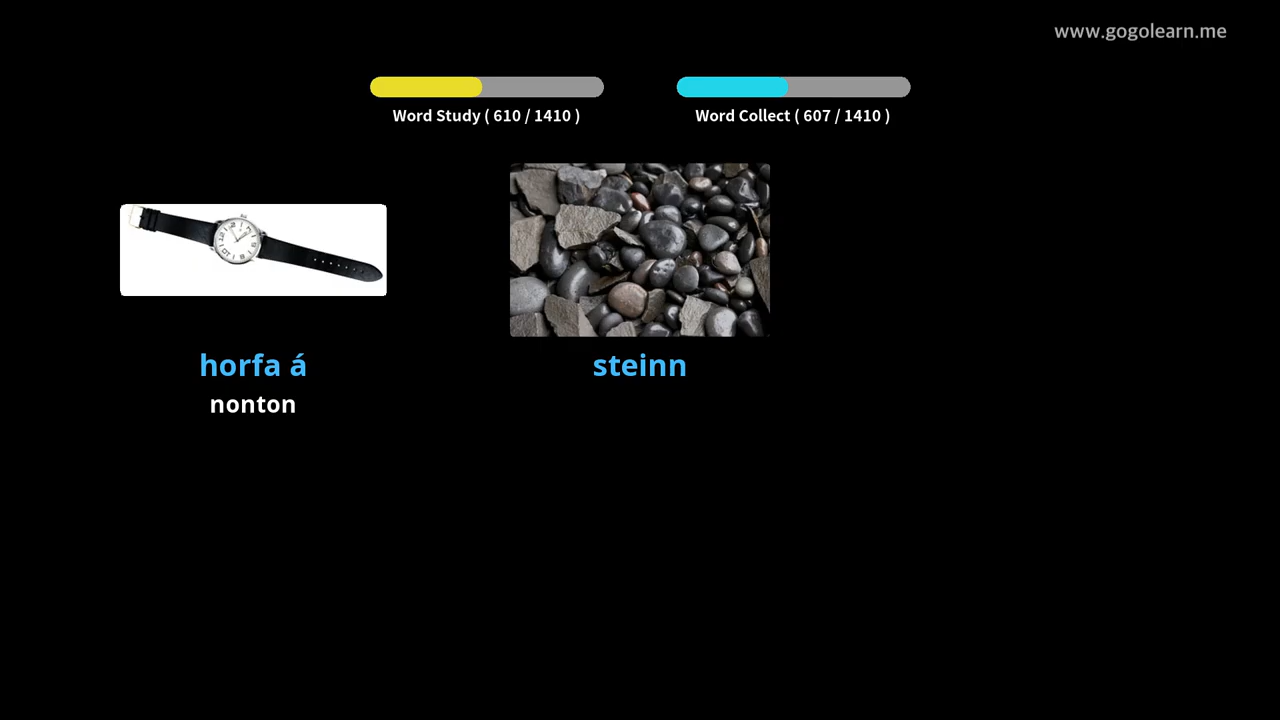 www.gogolearn.me
Word Study ( 610 / 1410 )
Word Collect ( 607 / 1410 )
horfa á
nonton
steinn